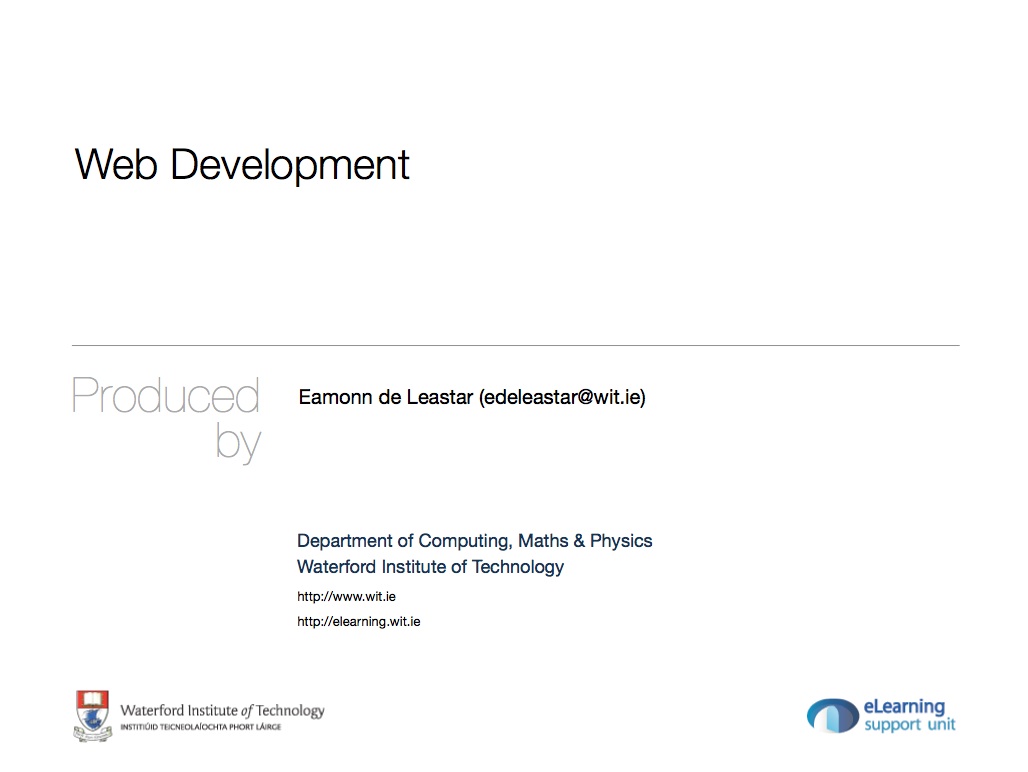 Web Development
Produced
by
Eamonn de Leastar (edeleastar@wit.ie)
Department of Computing, Maths & Physics
Waterford Institute of Technology
http://www.wit.ie
http://elearning.wit.ie
Waterford Institute of Technology
INSTITIÚID TEICNEOLAÍOCHTA PHORT LÁIRGE
eLearning
support unit